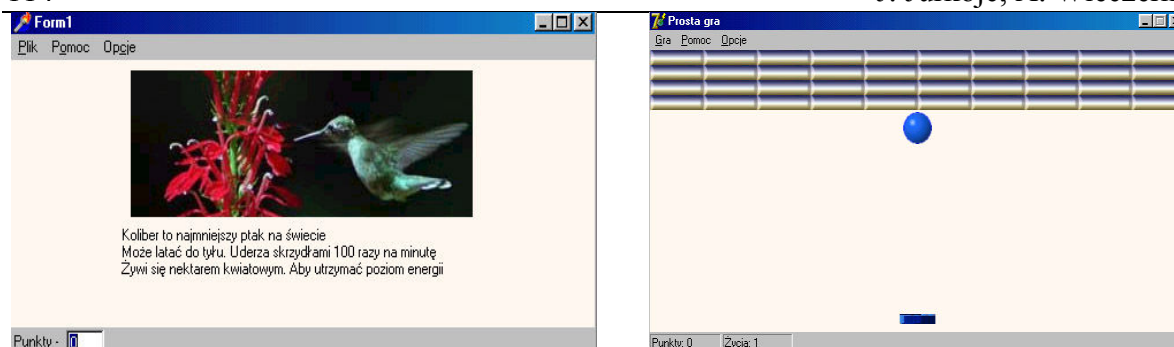 Form1
Plik Pomoc Opcje
Koliber to najmniejszy ptak na świecie
Może latać do tyłu. Uderza skrzydłami 100 razy na minutę
Żywi się nektarem kwiatowym. Aby utrzymać poziom energii
Punkty - 0
Prosta gra
Gra Pomoc Opcje
Punkty: 0 Życia: 1